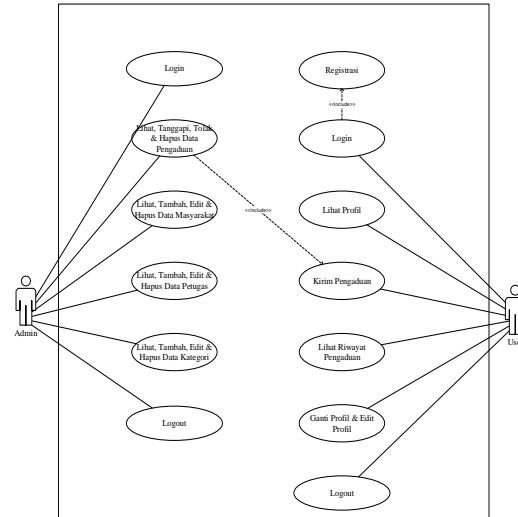 Login
Registrasi
<<include>>
Lihat, Tanggapi, Tolak
& Hapus Data
Pengaduan
Login
Lihat, Tambah, Edit &
Hapus Data Masyarakat
Lihat Profil
<<include>>
Lihat, Tambah, Edit &
Hapus Data Petugas
Kirim Pengaduan
Admin
User
Lihat, Tambah, Edit &
Hapus Data Kategori
Lihat Riwayat
Pengaduan
Logout
Ganti Profil & Edit
Profil
Logout